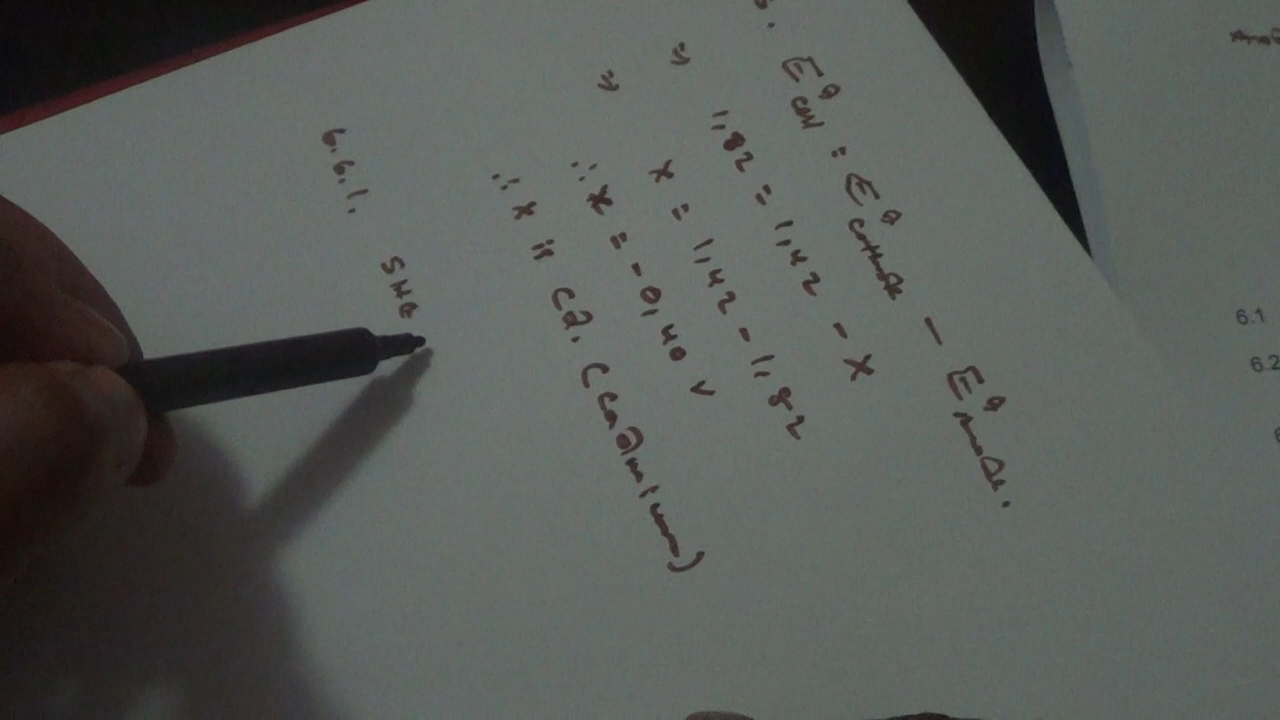 E°cell = E°cathode - E°anode.
⇒ 1,82 = 1,42 - x
⇒ x = 1,42 - 1,82
∴ x = -0,40 V
∴ x is Cd. (Cadmium)
6.6.1. SHE
6.1
6.2